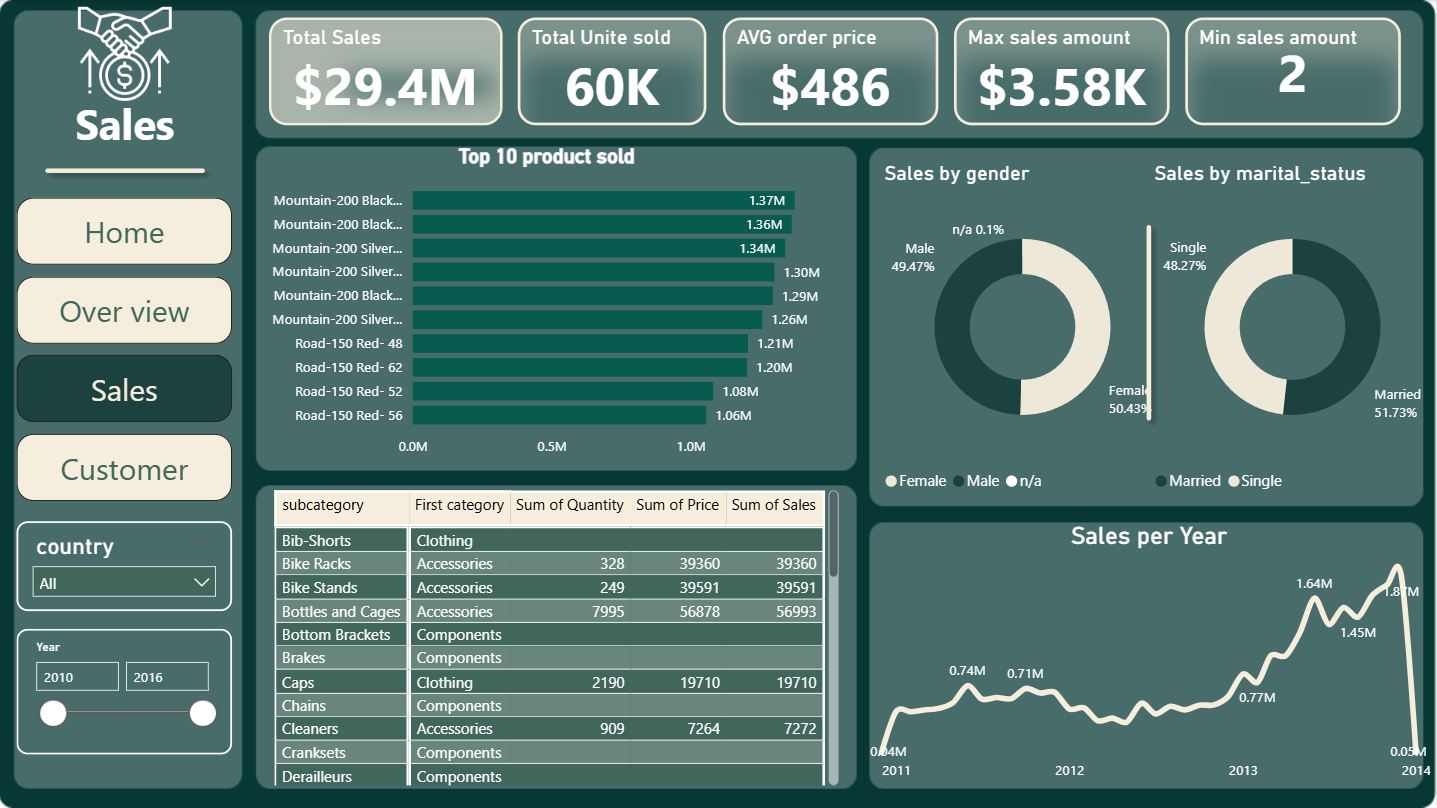 Sales
Home
Over view
Sales
Customer
country
All
Year
2010 2016
Total Sales
$29.4M
Total Unite sold
60K
AVG order price
$486
Max sales amount
$3.58K
Min sales amount
2
Top 10 product sold
Mountain-200 Black... 1.37M
Mountain-200 Black... 1.36M
Mountain-200 Silver... 1.34M
Mountain-200 Silver... 1.30M
Mountain-200 Black... 1.29M
Mountain-200 Silver... 1.26M
Road-150 Red- 48 1.21M
Road-150 Red- 62 1.20M
Road-150 Red- 52 1.08M
Road-150 Red- 56 1.06M
0.0M 0.5M 1.0M
Sales by gender
n/a 0.1%
Male
49.47%
Female
50.43%
Female Male n/a
Sales by marital_status
Single
48.27%
Married
51.73%
Married Single
subcategory First category Sum of Quantity Sum of Price Sum of Sales
Bib-Shorts Clothing
Bike Racks Accessories 328 39360 39360
Bike Stands Accessories 249 39591 39591
Bottles and Cages Accessories 7995 56878 56993
Bottom Brackets Components
Brakes Components
Caps Clothing 2190 19710 19710
Chains Components
Cleaners Accessories 909 7264 7272
Cranksets Components
Derailleurs Components
Sales per Year
1.64M
1.87M
1.45M
0.74M 0.71M
0.77M
0.04M 0.05M
2011 2012 2013 2014
$